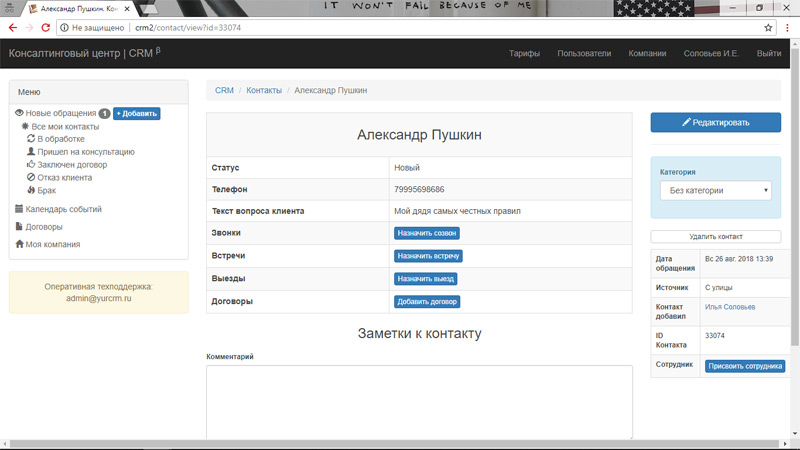 IT WON'T FAIL BECAUSE OF ME
Александр Пушкин. Кон
Не защищено
crm2/contact/view?id=33074
Консалтинговый центр | CRM β
Тарифы
Пользователи
Компании
Соловьев И.Е.
Выйти
Меню
Новые обращения 1 + Добавить
Все мои контакты
В обработке
Пришел на консультацию
Заключен договор
Отказ клиента
Брак
Календарь событий
Договоры
Моя компания
Оперативная техподдержка:
admin@yurcrm.ru
CRM / Контакты / Александр Пушкин
Александр Пушкин
Статус Новый
Телефон 79995698686
Текст вопроса клиента Мой дядя самых честных правил
Звонки Назначить созвон
Встречи Назначить встречу
Выезды Назначить выезд
Договоры Добавить договор
Заметки к контакту
Комментарий
Редактировать
Категория
Без категории
Удалить контакт
Дата Вс 26 авг. 2018 13:39
обращения
Источник С улицы
Контакт Илья Соловьев
добавил
ID 33074
Контакта
Сотрудник Присвоить сотрудника